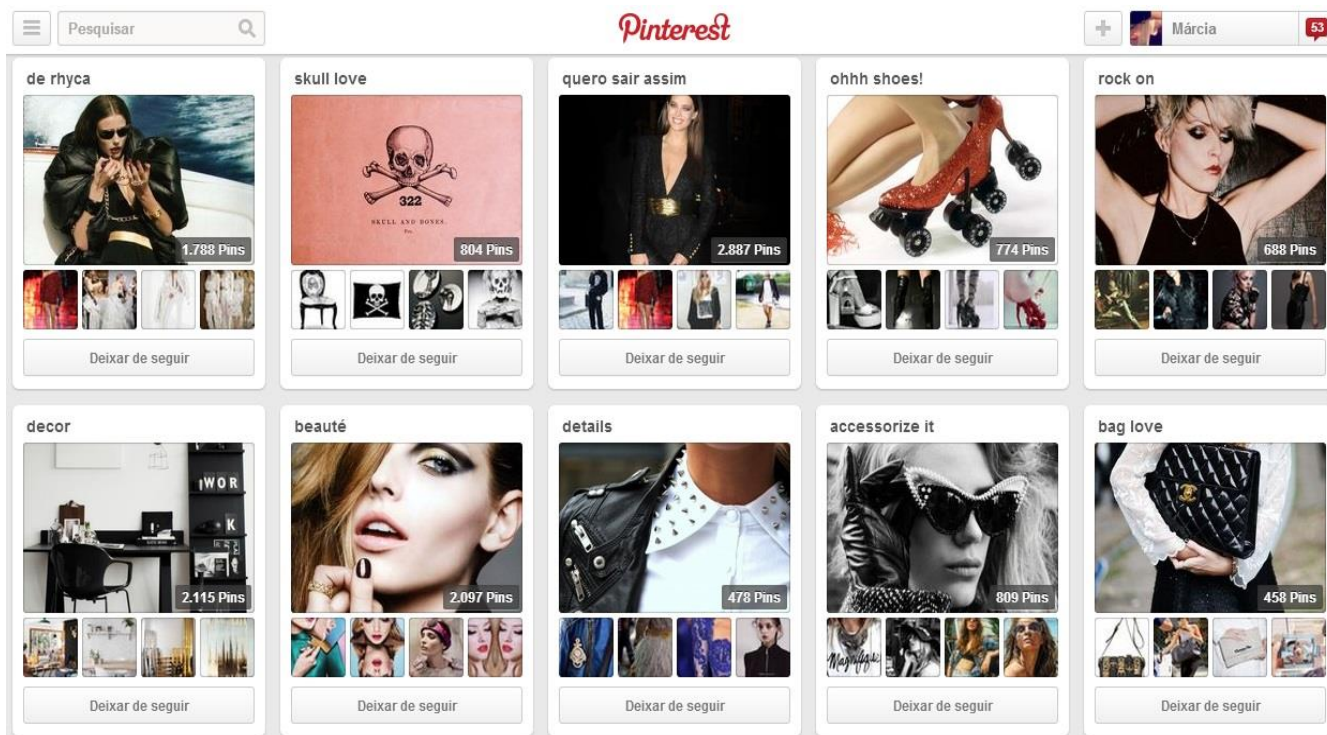 Pesquisar
Pinterest
Márcia
53
de rhyca
skull love
quero sair assim
ohhh shoes!
rock on
322
SKULL AND BONES.
1.788 Pins
804 Pins
2.887 Pins
774 Pins
688 Pins
Deixar de seguir
Deixar de seguir
Deixar de seguir
Deixar de seguir
Deixar de seguir
decor
beauté
details
accessorize it
bag love
WOR
K
2.115 Pins
2.097 Pins
478 Pins
809 Pins
458 Pins
Deixar de seguir
Deixar de seguir
Deixar de seguir
Deixar de seguir
Deixar de seguir